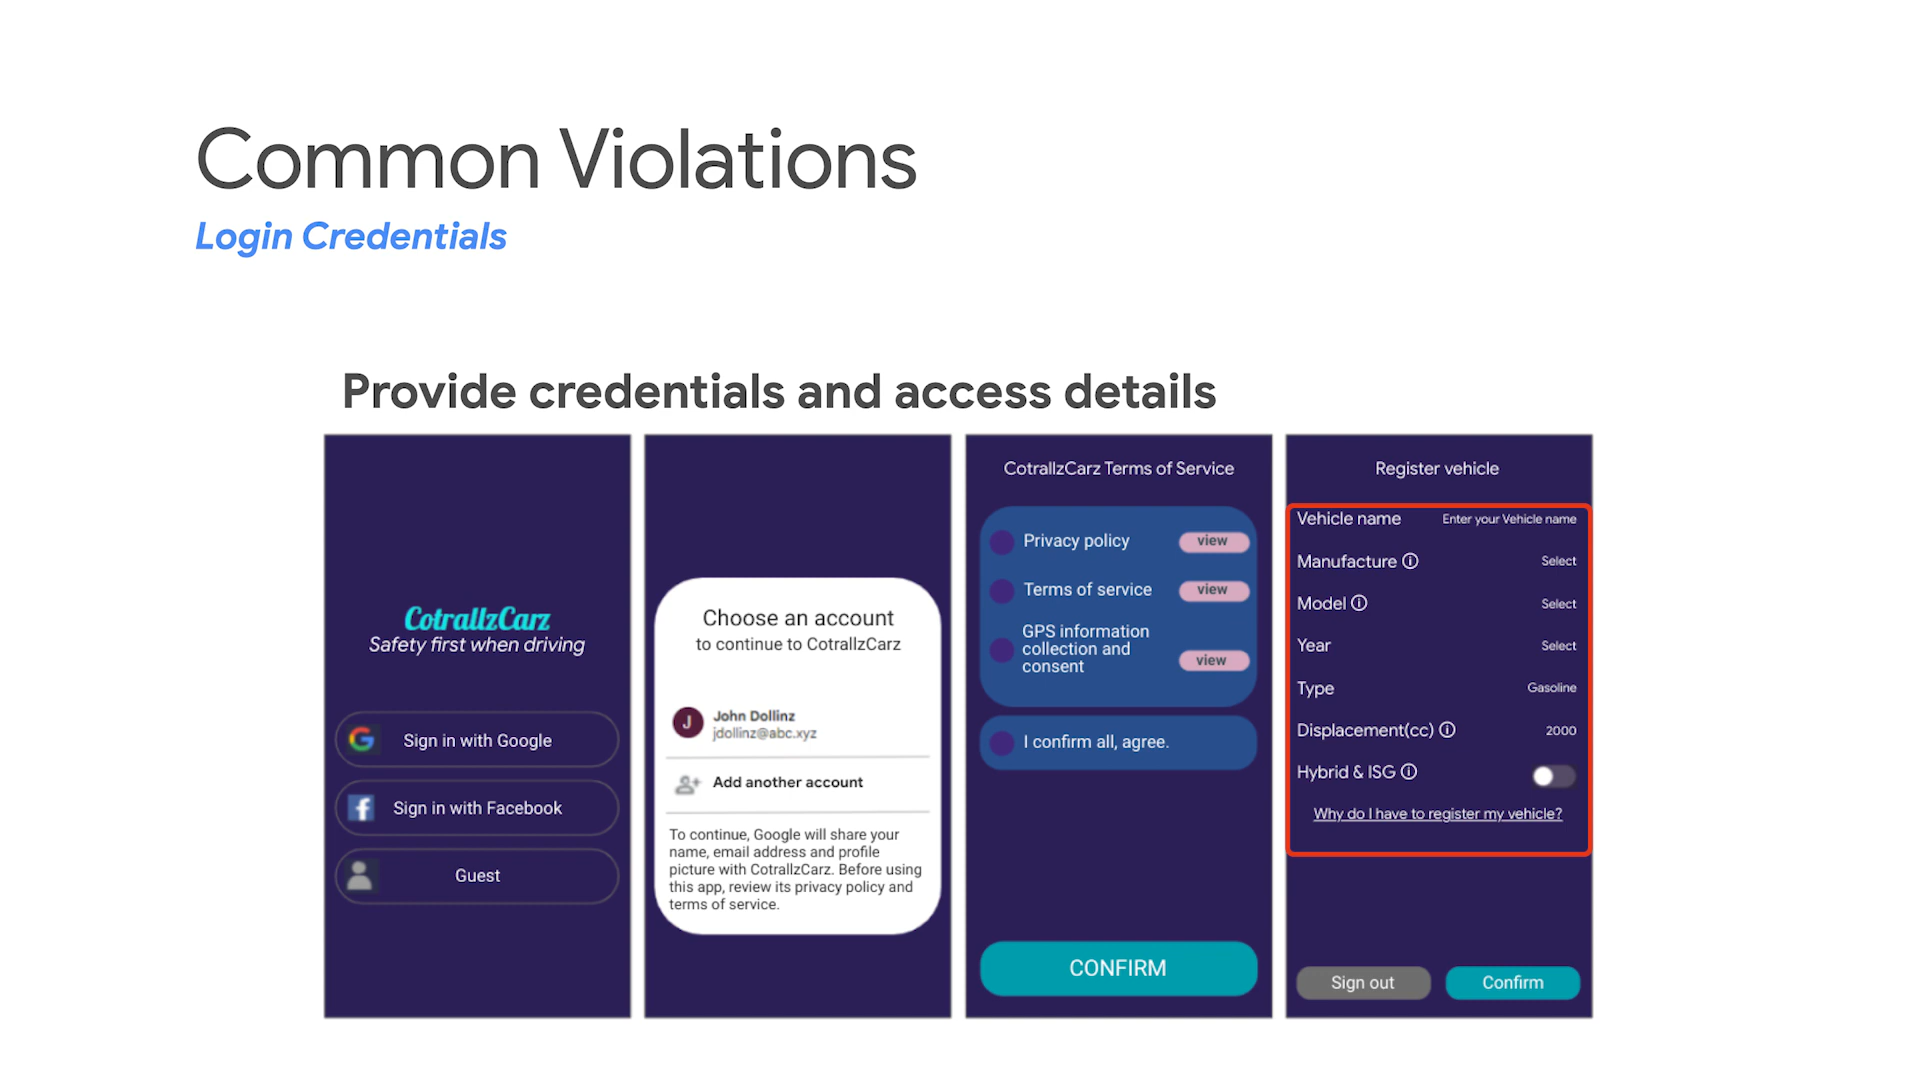 Common Violations
Login Credentials
Provide credentials and access details
CotrallzCarz
Safety first when driving
Sign in with Google
Sign in with Facebook
Guest
Choose an account
to continue to CotrallzCarz
J
John Dollinz
jdollinz@abc.xyz
Add another account
To continue, Google will share your
name, email address and profile
picture with CotrallzCarz. Before using
this app, review its privacy policy and
terms of service.
CotrallzCarz Terms of Service
Privacy policy view
Terms of service view
GPS information
collection and
consent view
I confirm all, agree.
CONFIRM
Register vehicle
Vehicle name Enter your Vehicle name
Manufacture Select
Model Select
Year Select
Type Gasoline
Displacement(cc) 2000
Hybrid & ISG
Why do I have to register my vehicle?
Sign out Confirm